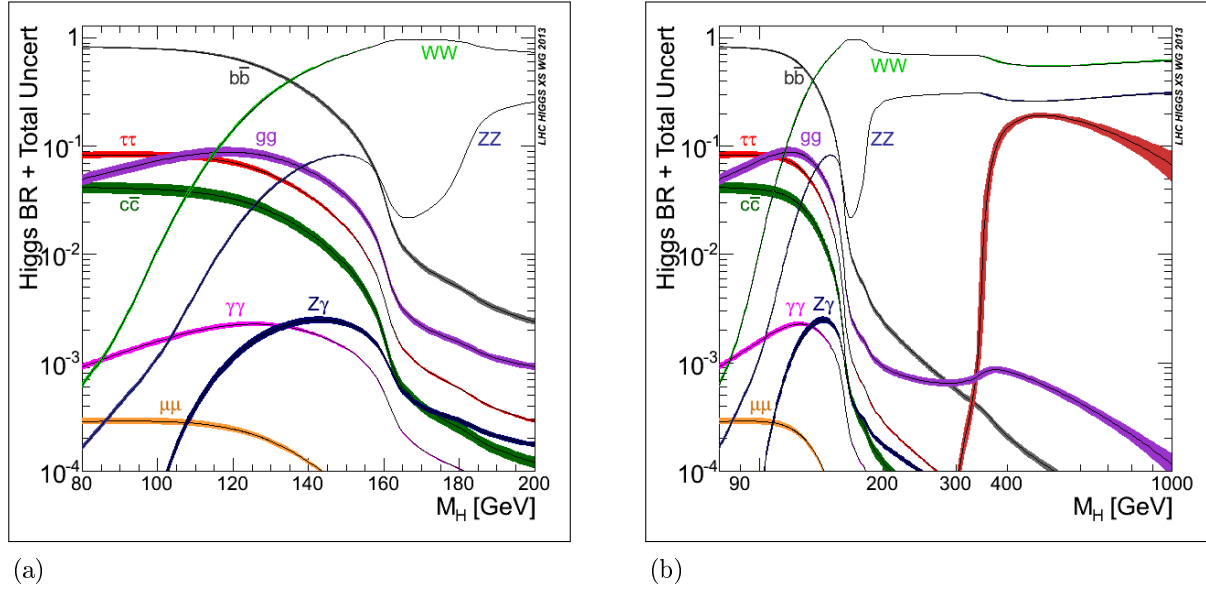 Higgs BR + Total Uncert
1
10⁻¹
10⁻²
10⁻³
10⁻⁴
bb̅
WW
ττ
gg
ZZ
cc̅
γγ
Zγ
μμ
LHC HIGGS XS WG 2013
80 100 120 140 160 180 200
M_H [GeV]
(a)
Higgs BR + Total Uncert
1
10⁻¹
10⁻²
10⁻³
10⁻⁴
bb̅
WW
ττ
gg
ZZ
cc̅
γγ
Zγ
μμ
LHC HIGGS XS WG 2013
90 200 300 400 1000
M_H [GeV]
(b)